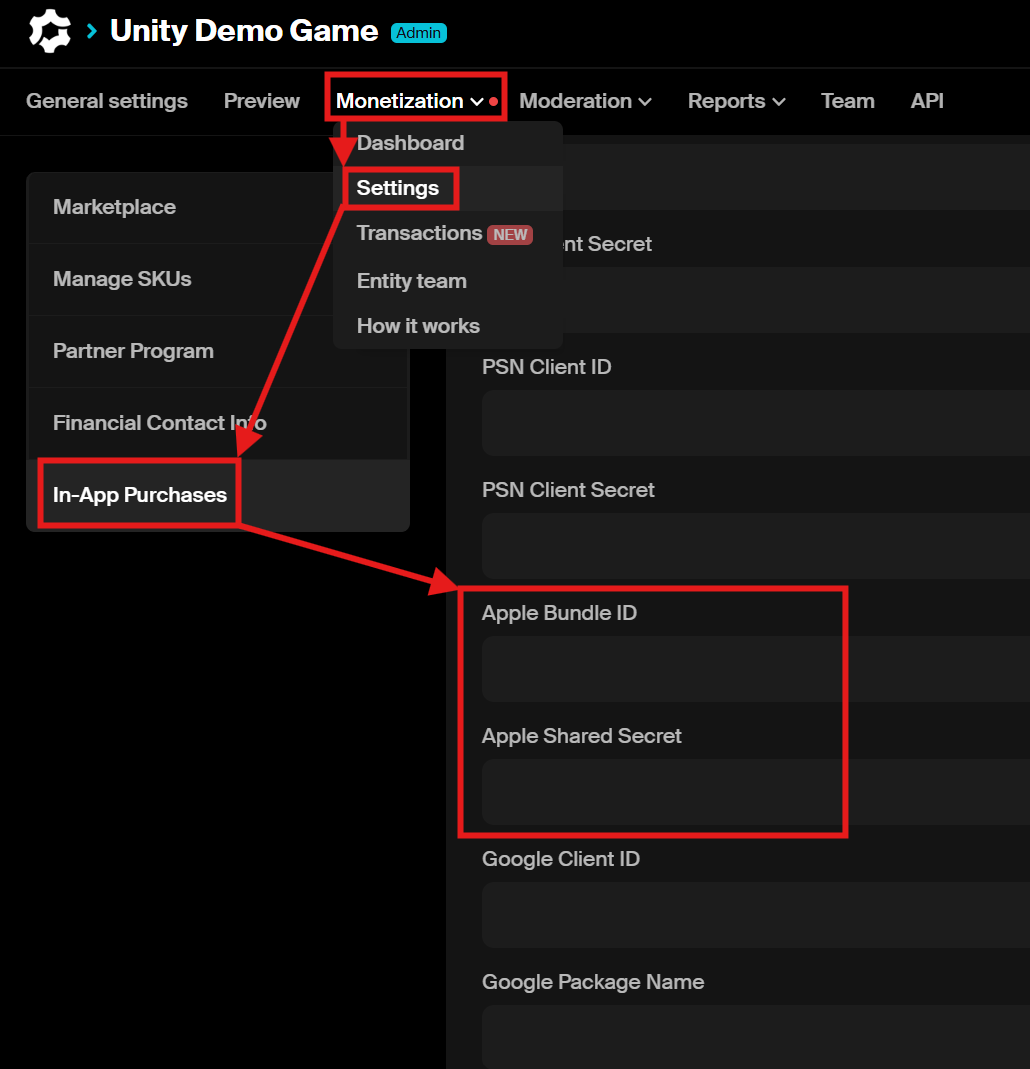 Unity Demo Game Admin
General settings Preview Monetization Moderation Reports Team API
Dashboard
Settings
Transactions NEW
Entity team
How it works
Marketplace
Manage SKUs
Partner Program
Financial Contact Info
In-App Purchases
Secret
PSN Client ID
PSN Client Secret
Apple Bundle ID
Apple Shared Secret
Google Client ID
Google Package Name